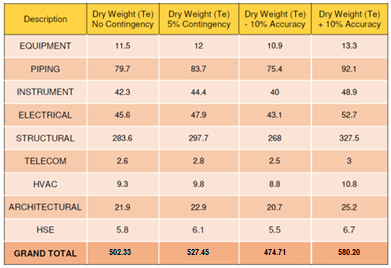 Description Dry Weight (Te) No Contingency Dry Weight (Te) 5% Contingency Dry Weight (Te) - 10% Accuracy Dry Weight (Te) + 10% Accuracy
EQUIPMENT 11.5 12 10.9 13.3
PIPING 79.7 83.7 75.4 92.1
INSTRUMENT 42.3 44.4 40 48.9
ELECTRICAL 45.6 47.9 43.1 52.7
STRUCTURAL 283.6 297.7 268 327.5
TELECOM 2.6 2.8 2.5 3
HVAC 9.3 9.8 8.8 10.8
ARCHITECTURAL 21.9 22.9 20.7 25.2
HSE 5.8 6.1 5.5 6.7
GRAND TOTAL 502.33 527.45 474.71 580.20